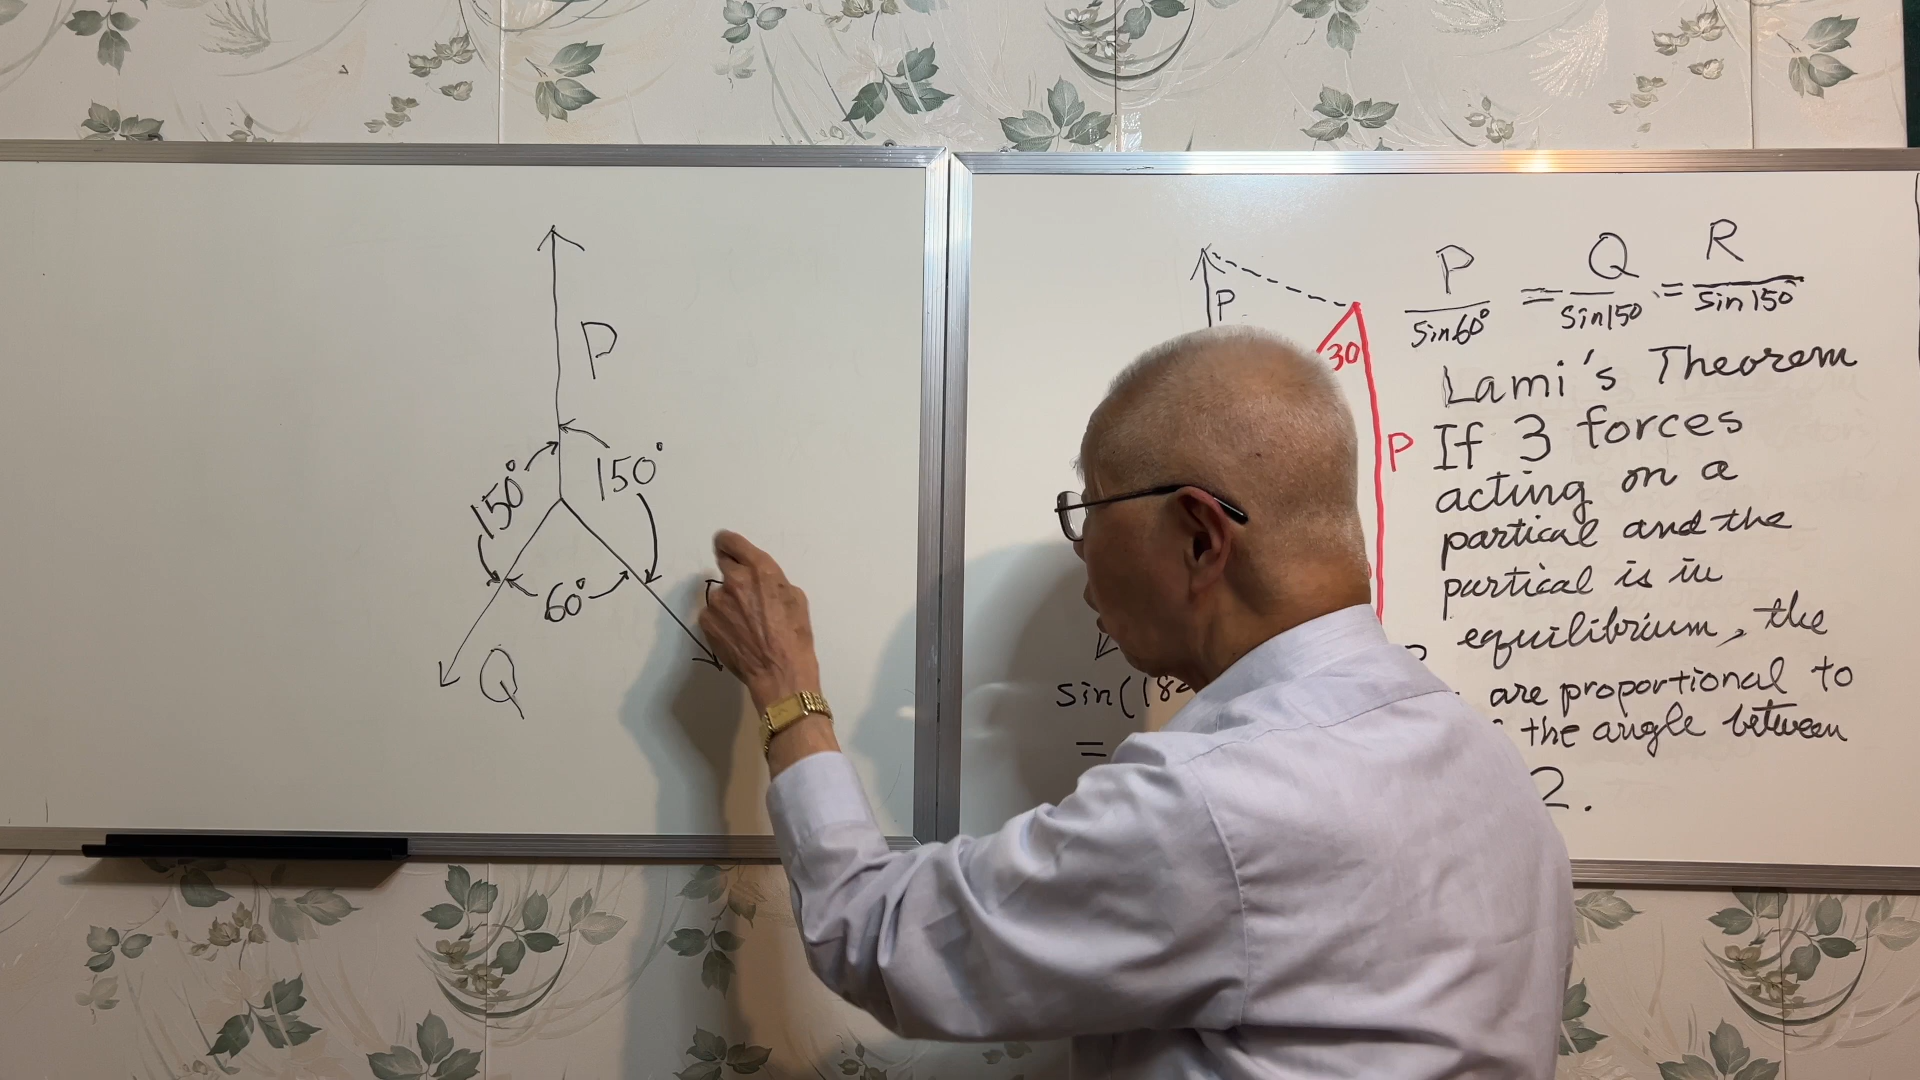 P
150°
150°
60°
Q
P
30
P
sin(18
=
P/sin60° = Q/sin150 = R/sin150°
Lami's Theorem
If 3 forces
acting on a
partical and the
partical is in
equilibrium, the
are proportional to
the angle between
2.